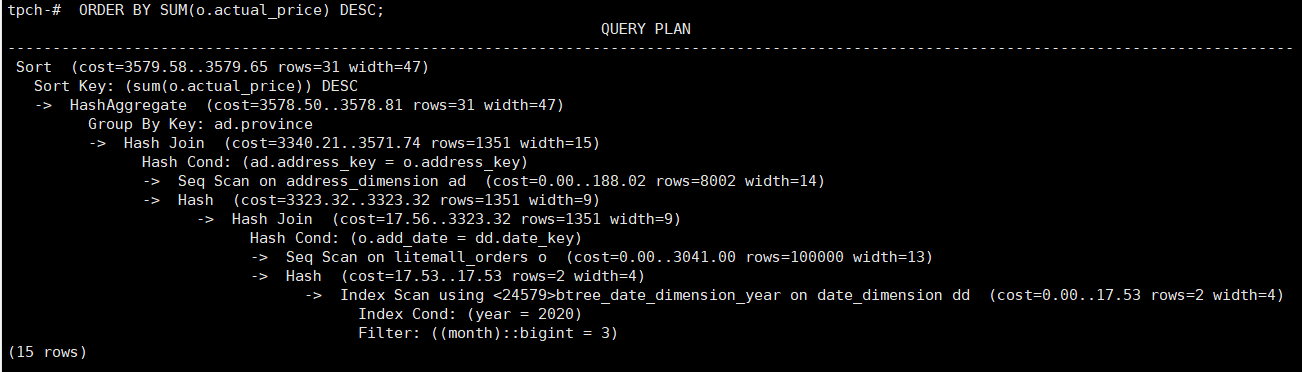 tpch-#  ORDER BY SUM(o.actual_price) DESC;
QUERY PLAN
-----------------------------------------------------------------------------------------------------------------------------------------------
Sort  (cost=3579.58..3579.65 rows=31 width=47)
Sort Key: (sum(o.actual_price)) DESC
->  HashAggregate  (cost=3578.50..3578.81 rows=31 width=47)
Group By Key: ad.province
->  Hash Join  (cost=3340.21..3571.74 rows=1351 width=15)
Hash Cond: (ad.address_key = o.address_key)
->  Seq Scan on address_dimension ad  (cost=0.00..188.02 rows=8002 width=14)
->  Hash  (cost=3323.32..3323.32 rows=1351 width=9)
->  Hash Join  (cost=17.56..3323.32 rows=1351 width=9)
Hash Cond: (o.add_date = dd.date_key)
->  Seq Scan on litemall_orders o  (cost=0.00..3041.00 rows=100000 width=13)
->  Hash  (cost=17.53..17.53 rows=2 width=4)
->  Index Scan using <24579>btree_date_dimension_year on date_dimension dd  (cost=0.00..17.53 rows=2 width=4)
Index Cond: (year = 2020)
Filter: ((month)::bigint = 3)
(15 rows)